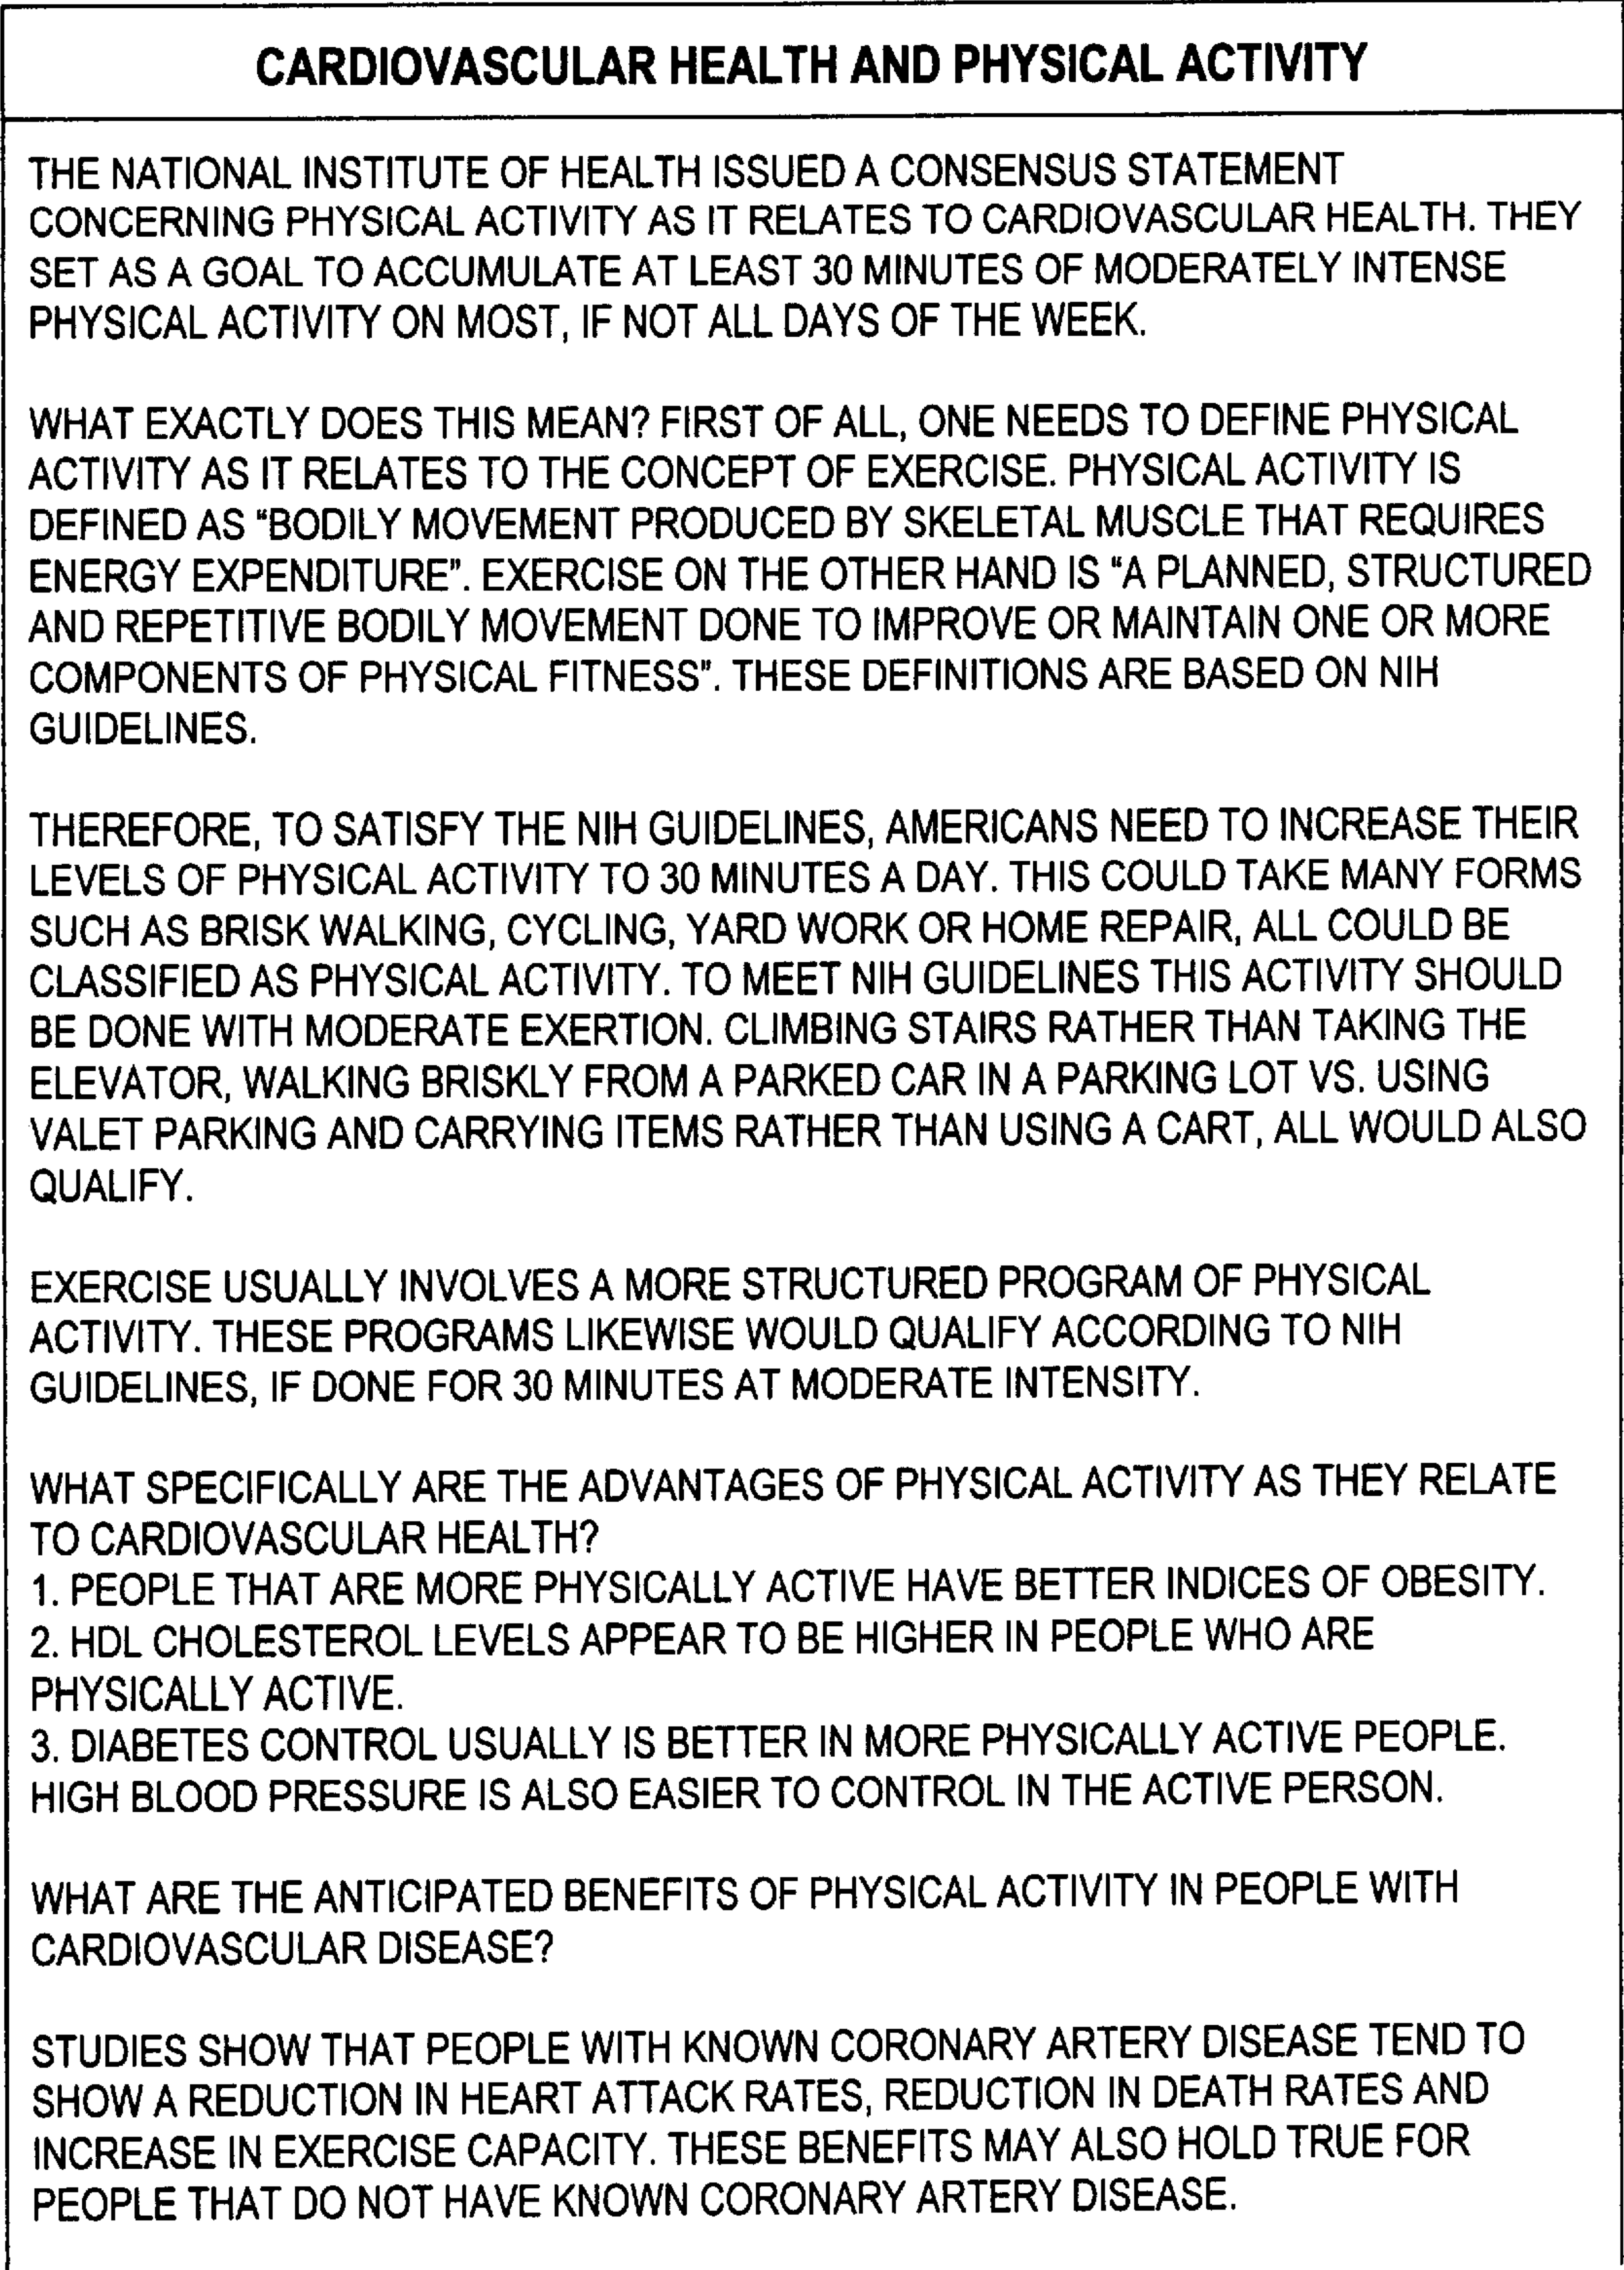 CARDIOVASCULAR HEALTH AND PHYSICAL ACTIVITY
THE NATIONAL INSTITUTE OF HEALTH ISSUED A CONSENSUS STATEMENT
CONCERNING PHYSICAL ACTIVITY AS IT RELATES TO CARDIOVASCULAR HEALTH. THEY
SET AS A GOAL TO ACCUMULATE AT LEAST 30 MINUTES OF MODERATELY INTENSE
PHYSICAL ACTIVITY ON MOST, IF NOT ALL DAYS OF THE WEEK.
WHAT EXACTLY DOES THIS MEAN? FIRST OF ALL, ONE NEEDS TO DEFINE PHYSICAL
ACTIVITY AS IT RELATES TO THE CONCEPT OF EXERCISE. PHYSICAL ACTIVITY IS
DEFINED AS “BODILY MOVEMENT PRODUCED BY SKELETAL MUSCLE THAT REQUIRES
ENERGY EXPENDITURE”. EXERCISE ON THE OTHER HAND IS “A PLANNED, STRUCTURED
AND REPETITIVE BODILY MOVEMENT DONE TO IMPROVE OR MAINTAIN ONE OR MORE
COMPONENTS OF PHYSICAL FITNESS”. THESE DEFINITIONS ARE BASED ON NIH
GUIDELINES.
THEREFORE, TO SATISFY THE NIH GUIDELINES, AMERICANS NEED TO INCREASE THEIR
LEVELS OF PHYSICAL ACTIVITY TO 30 MINUTES A DAY. THIS COULD TAKE MANY FORMS
SUCH AS BRISK WALKING, CYCLING, YARD WORK OR HOME REPAIR, ALL COULD BE
CLASSIFIED AS PHYSICAL ACTIVITY. TO MEET NIH GUIDELINES THIS ACTIVITY SHOULD
BE DONE WITH MODERATE EXERTION. CLIMBING STAIRS RATHER THAN TAKING THE
ELEVATOR, WALKING BRISKLY FROM A PARKED CAR IN A PARKING LOT VS. USING
VALET PARKING AND CARRYING ITEMS RATHER THAN USING A CART, ALL WOULD ALSO
QUALIFY.
EXERCISE USUALLY INVOLVES A MORE STRUCTURED PROGRAM OF PHYSICAL
ACTIVITY. THESE PROGRAMS LIKEWISE WOULD QUALIFY ACCORDING TO NIH
GUIDELINES, IF DONE FOR 30 MINUTES AT MODERATE INTENSITY.
WHAT SPECIFICALLY ARE THE ADVANTAGES OF PHYSICAL ACTIVITY AS THEY RELATE
TO CARDIOVASCULAR HEALTH?
1. PEOPLE THAT ARE MORE PHYSICALLY ACTIVE HAVE BETTER INDICES OF OBESITY.
2. HDL CHOLESTEROL LEVELS APPEAR TO BE HIGHER IN PEOPLE WHO ARE
PHYSICALLY ACTIVE.
3. DIABETES CONTROL USUALLY IS BETTER IN MORE PHYSICALLY ACTIVE PEOPLE.
HIGH BLOOD PRESSURE IS ALSO EASIER TO CONTROL IN THE ACTIVE PERSON.
WHAT ARE THE ANTICIPATED BENEFITS OF PHYSICAL ACTIVITY IN PEOPLE WITH
CARDIOVASCULAR DISEASE?
STUDIES SHOW THAT PEOPLE WITH KNOWN CORONARY ARTERY DISEASE TEND TO
SHOW A REDUCTION IN HEART ATTACK RATES, REDUCTION IN DEATH RATES AND
INCREASE IN EXERCISE CAPACITY. THESE BENEFITS MAY ALSO HOLD TRUE FOR
PEOPLE THAT DO NOT HAVE KNOWN CORONARY ARTERY DISEASE.